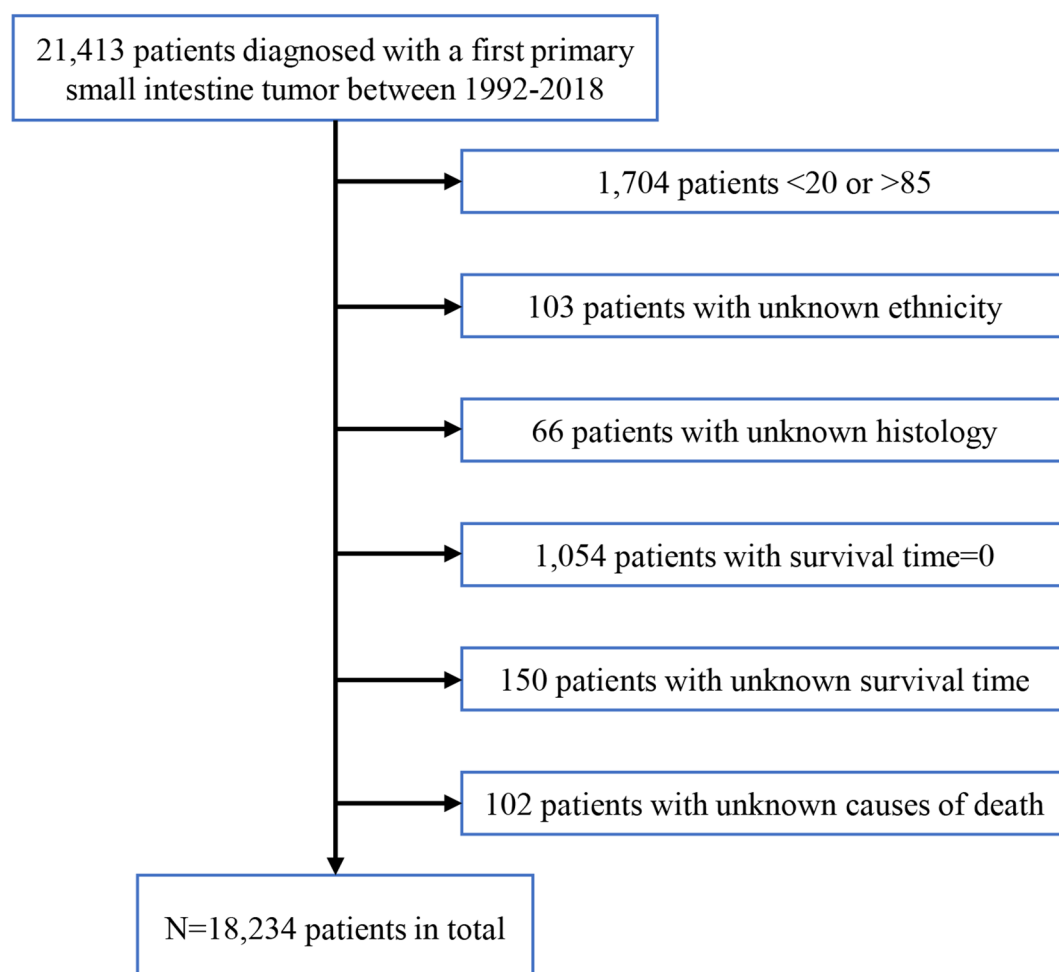 21,413 patients diagnosed with a first primary
small intestine tumor between 1992-2018
1,704 patients <20 or >85
103 patients with unknown ethnicity
66 patients with unknown histology
1,054 patients with survival time=0
150 patients with unknown survival time
102 patients with unknown causes of death
N=18,234 patients in total